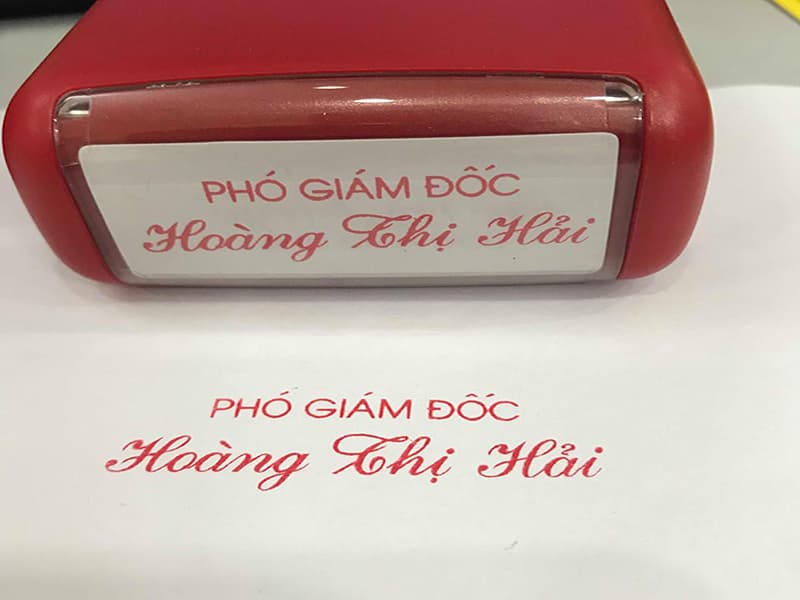 PHÓ GIÁM ĐỐC
Hoàng Thị Hải
PHÓ GIÁM ĐỐC
Hoàng Thị Hải